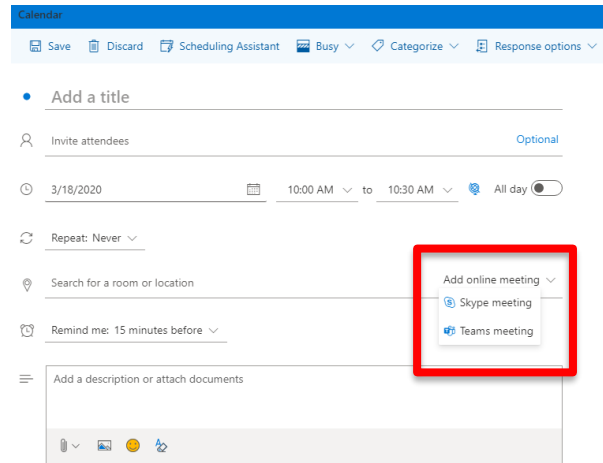 Calendar
Save Discard Scheduling Assistant Busy Categorize Response options
Add a title
Invite attendees Optional
3/18/2020 10:00 AM to 10:30 AM All day
Repeat: Never
Search for a room or location Add online meeting
Skype meeting
Remind me: 15 minutes before Teams meeting
Add a description or attach documents